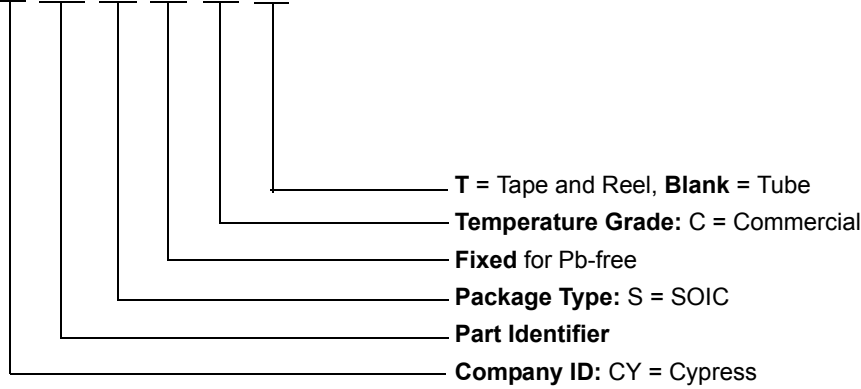 T = Tape and Reel, Blank = Tube
Temperature Grade: C = Commercial
Fixed for Pb-free
Package Type: S = SOIC
Part Identifier
Company ID: CY = Cypress